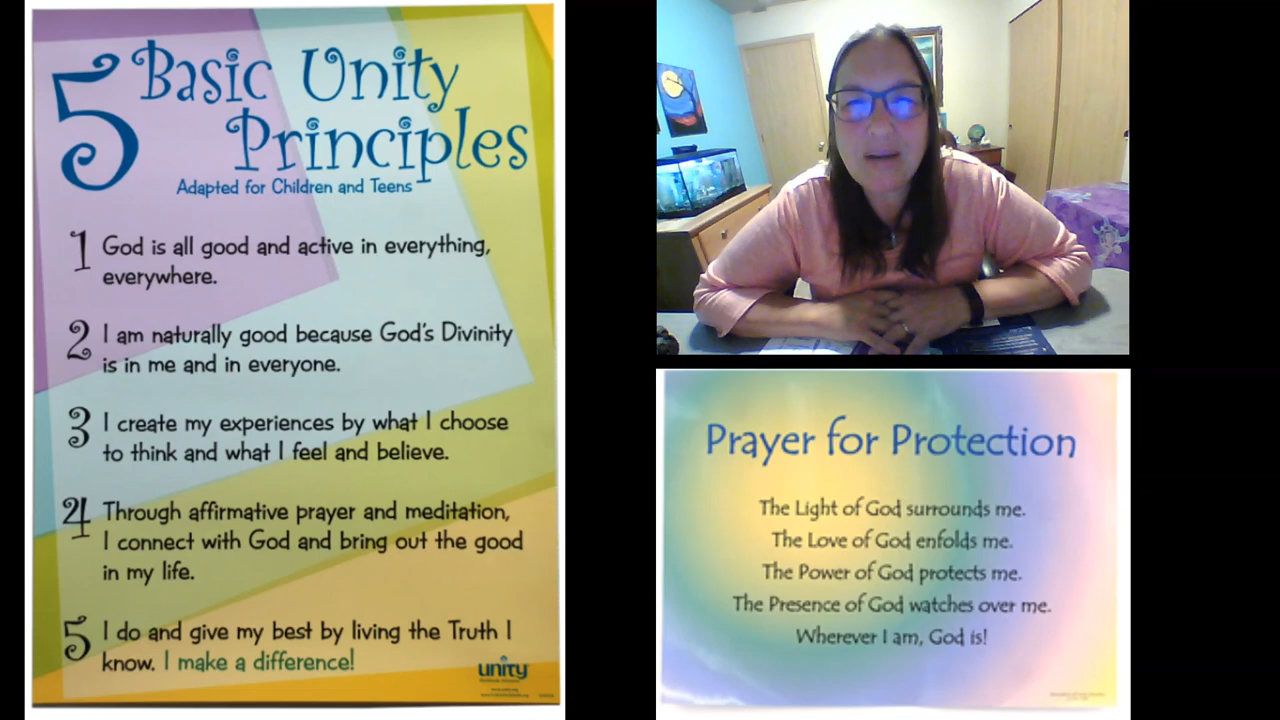 5 Basic Unity
Principles
Adapted for Children and Teens
1 God is all good and active in everything,
everywhere.
2 I am naturally good because God's Divinity
is in me and in everyone.
3 I create my experiences by what I choose
to think and what I feel and believe.
4 Through affirmative prayer and meditation,
I connect with God and bring out the good
in my life.
5 I do and give my best by living the Truth I
know. I make a difference!
unity
Prayer for Protection
The Light of God surrounds me.
The Love of God enfolds me.
The Power of God protects me.
The Presence of God watches over me.
Wherever I am, God is!